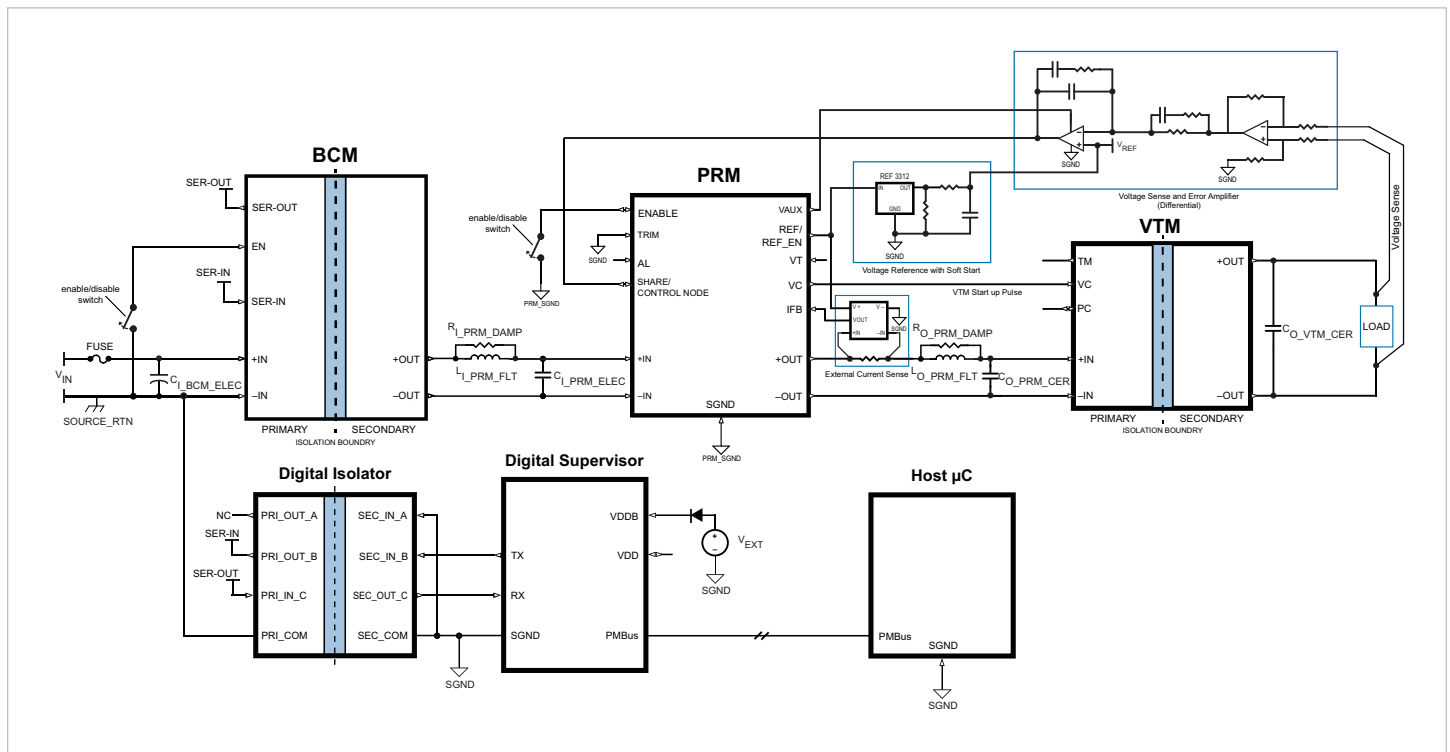 BCM
SER-OUT
SER-OUT
EN
enable/disable
switch
SER-IN
SER-IN
FUSE
+IN
VIN
CI_BCM_ELEC
–IN
SOURCE_RTN
+OUT
–OUT
PRIMARY
SECONDARY
ISOLATION BOUNDRY
RI_PRM_DAMP
LI_PRM_FLT
CI_PRM_ELEC
PRM
enable/disable
switch
PRM_SGND
ENABLE
TRIM
SGND
AL
SHARE/
CONTROL NODE
+IN
–IN
SGND
PRM_SGND
VAUX
REF/
REF_EN
VT
VC
IFB
+OUT
–OUT
REF 3312
IN
OUT
GND
SGND
SGND
Voltage Reference with Soft Start
VTM Start up Pulse
V+
V –
VOUT
SGND
+IN
–IN
External Current Sense
RO_PRM_DAMP
LO_PRM_FLT
CO_PRM_CER
–
+
SGND
VREF
–
+
SGND
Voltage Sense and Error Amplifier
(Differential)
Voltage Sense
VTM
TM
VC
PC
+IN
–IN
+OUT
–OUT
PRIMARY
SECONDARY
ISOLATION BOUNDRY
CO_VTM_CER
LOAD
Digital Isolator
NC
PRI_OUT_A
SER-IN
PRI_OUT_B
SER-OUT
PRI_IN_C
PRI_COM
SEC_IN_A
SEC_IN_B
SEC_OUT_C
SEC_COM
SGND
Digital Supervisor
TX
RX
SGND
VDDB
VDD
PMBus
+
–
VEXT
SGND
Host µC
PMBus
SGND
SGND